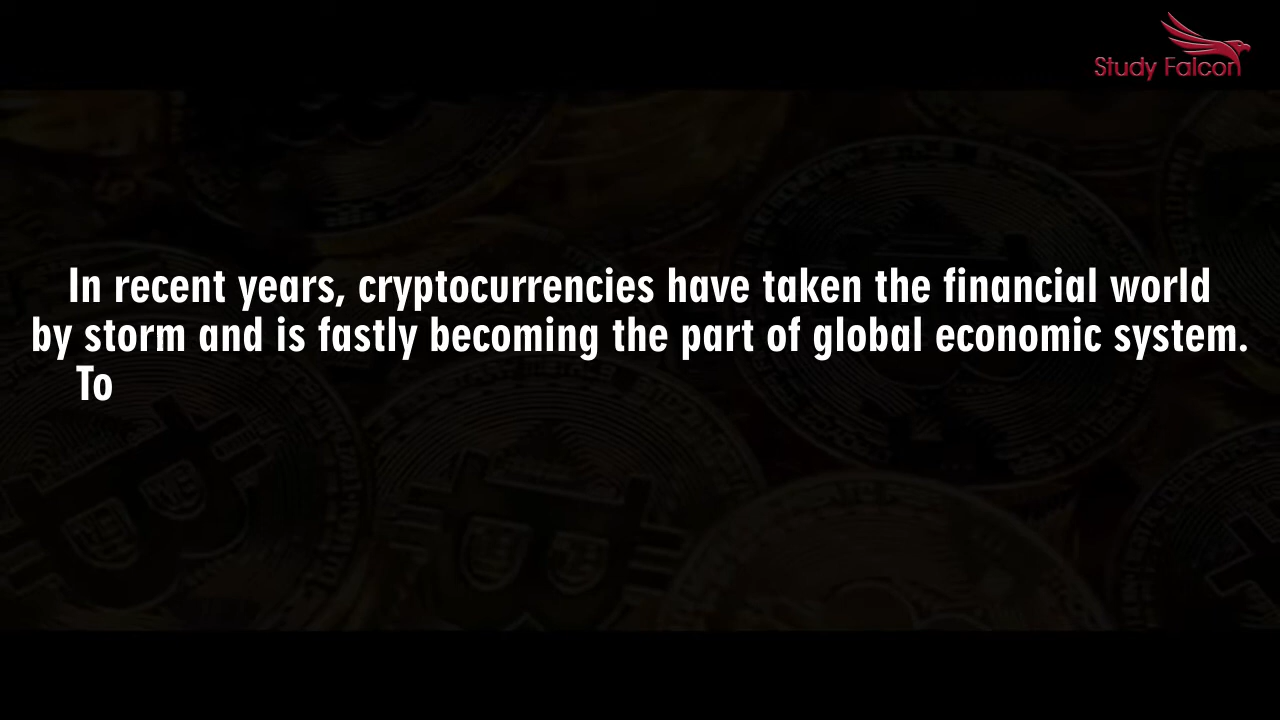 Study Falcon
In recent years, cryptocurrencies have taken the financial world
by storm and is fastly becoming the part of global economic system.
To